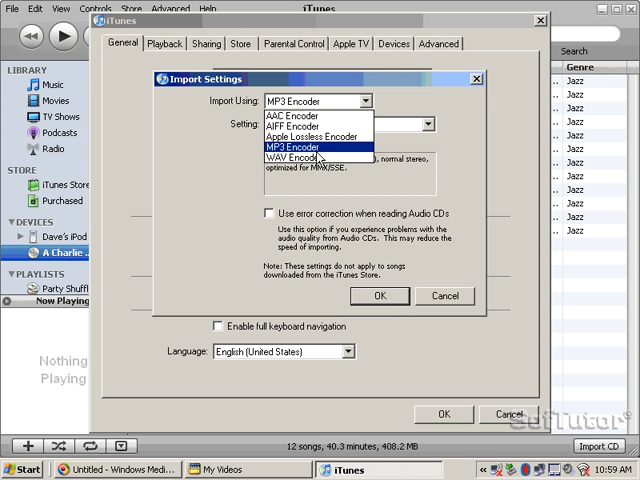 File Edit View Controls Store Advanced Help
iTunes
iTunes
General Playback Sharing Store Parental Control Apple TV Devices Advanced
Search
LIBRARY
Music
Movies
TV Shows
Podcasts
Radio
STORE
iTunes Store
Purchased
DEVICES
Dave's iPod
A Charlie ..
PLAYLISTS
Party Shuffl
Now Playing
Nothing
Playing
Import Settings
Import Using: MP3 Encoder
AAC Encoder
AIFF Encoder
Apple Lossless Encoder
MP3 Encoder
WAV Encoder
Setting:
normal stereo,
optimized for MMX/SSE.
Use error correction when reading Audio CDs
Use this option if you experience problems with the
audio quality from Audio CDs. This may reduce the
speed of importing.
Note: These settings do not apply to songs
downloaded from the iTunes Store.
OK Cancel
Enable full keyboard navigation
Language: English (United States)
OK Cancel
Genre
Jazz
Jazz
Jazz
Jazz
Jazz
Jazz
Jazz
Jazz
Jazz
Jazz
Jazz
Jazz
SofTutor
12 songs, 40.3 minutes, 408.2 MB
Import CD
Start Untitled - Windows Medi... My Videos iTunes 10:59 AM